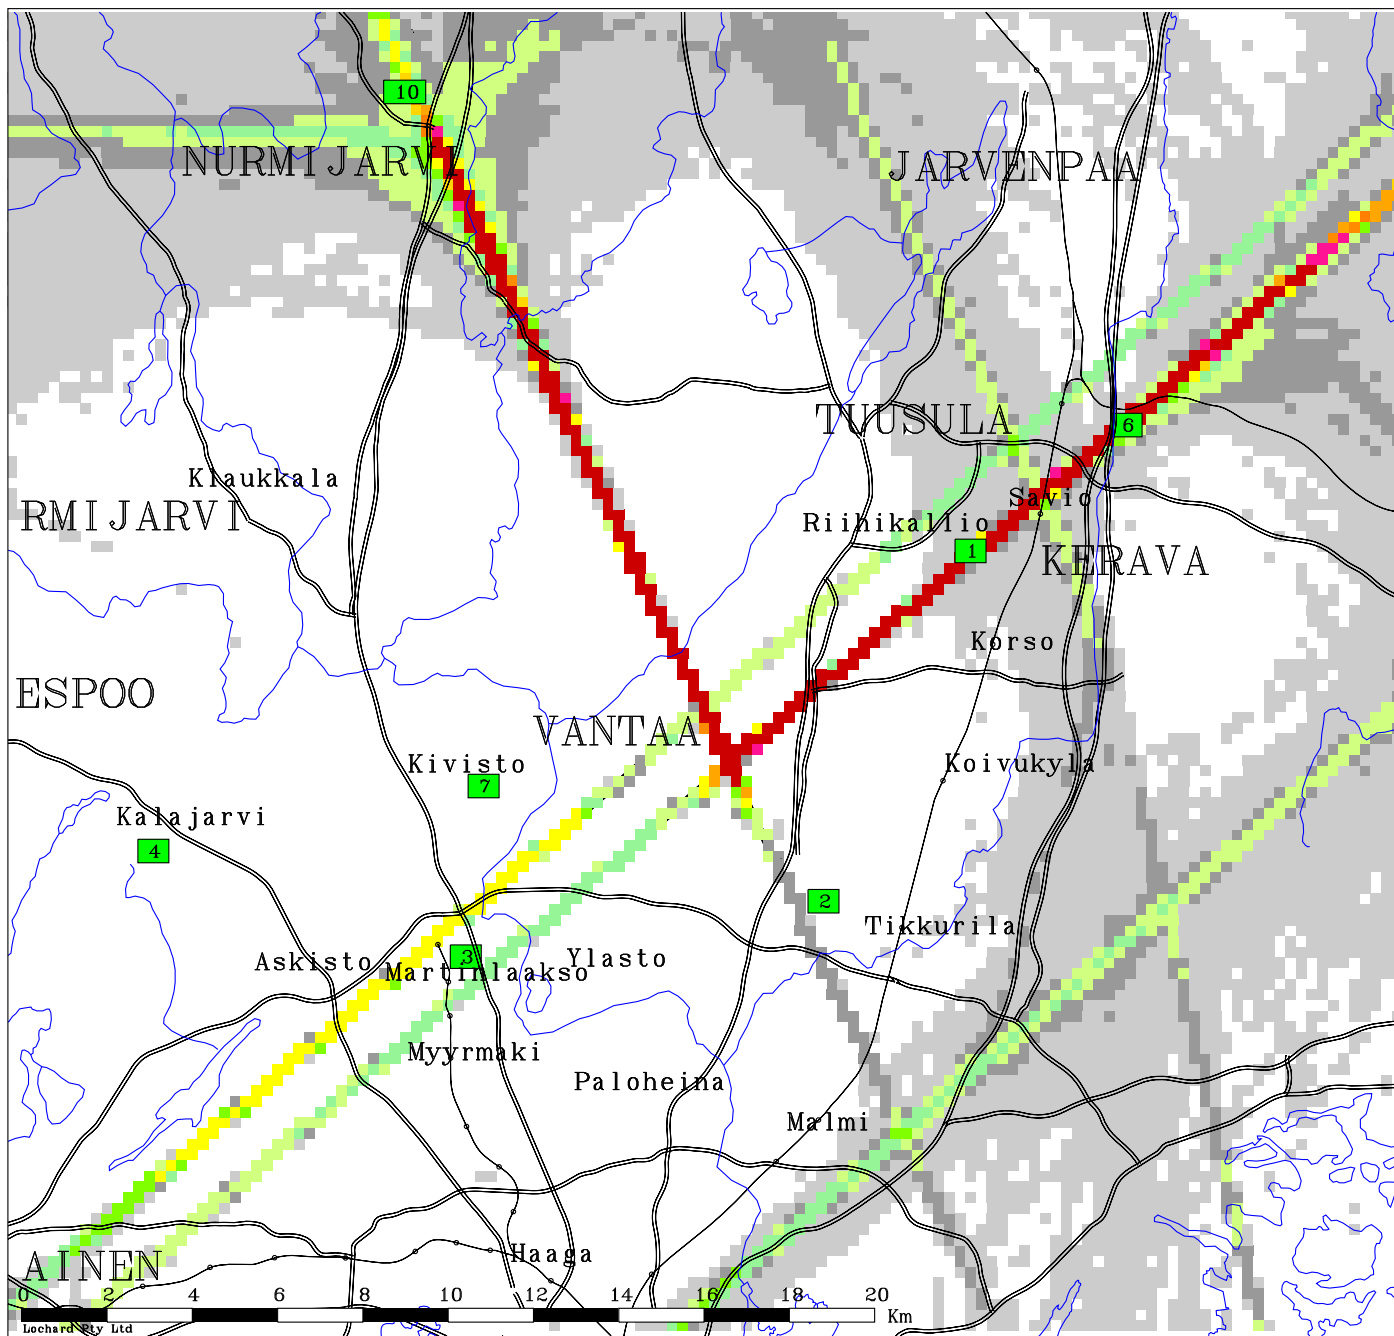 10
NURMIJARVI
JARVENPAA
TUUSULA
6
Klaukkala
Savio
RMIJARVI
Riihikallio
1
KERAVA
Korso
ESPOO
VANTAA
Kivisto
Koivukyla
7
Kalajarvi
4
2
Tikkurila
3
Askisto
Ylasto
Martinlaakso
Myyrmaki
Paloheina
Malmi
Haaga
AINEN
0 2 4 6 8 10 12 14 16 18 20
Km
Lochard Pty Ltd